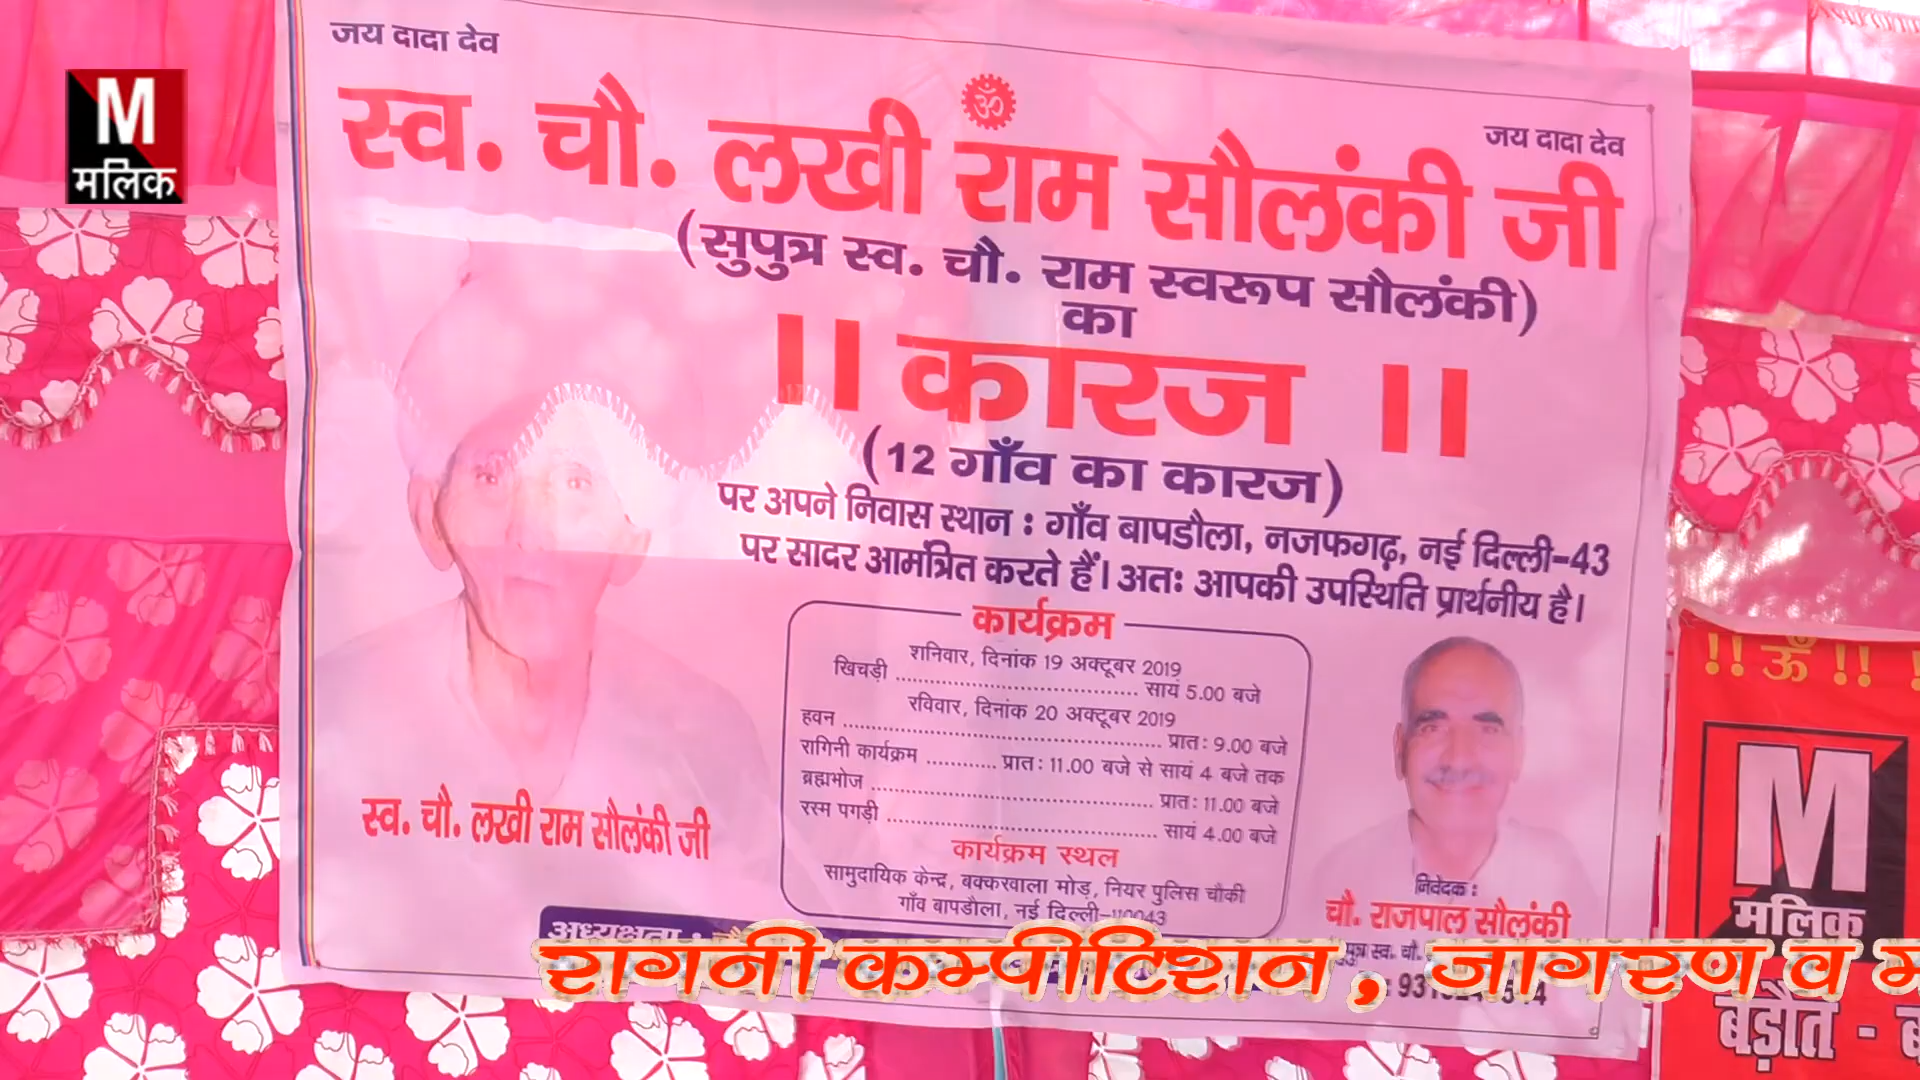 जय दादा देव
जय दादा देव
M
मलिक
ॐ
स्व. चौ. लखी राम सौलंकी जी
(सुपुत्र स्व. चौ. राम स्वरूप सौलंकी)
का
।। कारज ।।
(12 गाँव का कारज)
पर अपने निवास स्थान : गाँव बापडौला, नजफगढ़, नई दिल्ली-43
पर सादर आमंत्रित करते हैं। अतः आपकी उपस्थिति प्रार्थनीय है।
कार्यक्रम
शनिवार, दिनांक 19 अक्टूबर 2019
खिचड़ी ........ सायं 5.00 बजे
रविवार, दिनांक 20 अक्टूबर 2019
हवन ........ प्रातः 9.00 बजे
रागिनी कार्यक्रम ........ प्रातः 11.00 बजे से सायं 4 बजे तक
ब्रह्मभोज ........ प्रातः 11.00 बजे
रस्म पगड़ी ........ सायं 4.00 बजे
कार्यक्रम स्थल
सामुदायिक केन्द्र, बक्करवाला मोड़, नियर पुलिस चौकी
गाँव बापडौला, नई दिल्ली-110043
स्व. चौ. लखी राम सौलंकी जी
निवेदक :
चौ. राजपाल सौलंकी
स्व. चौ.
अध्यक्षता :
रागनी कम्पीटिशन , जागरण व
!! ॐ !!
M
मलिक
बड़ौत -